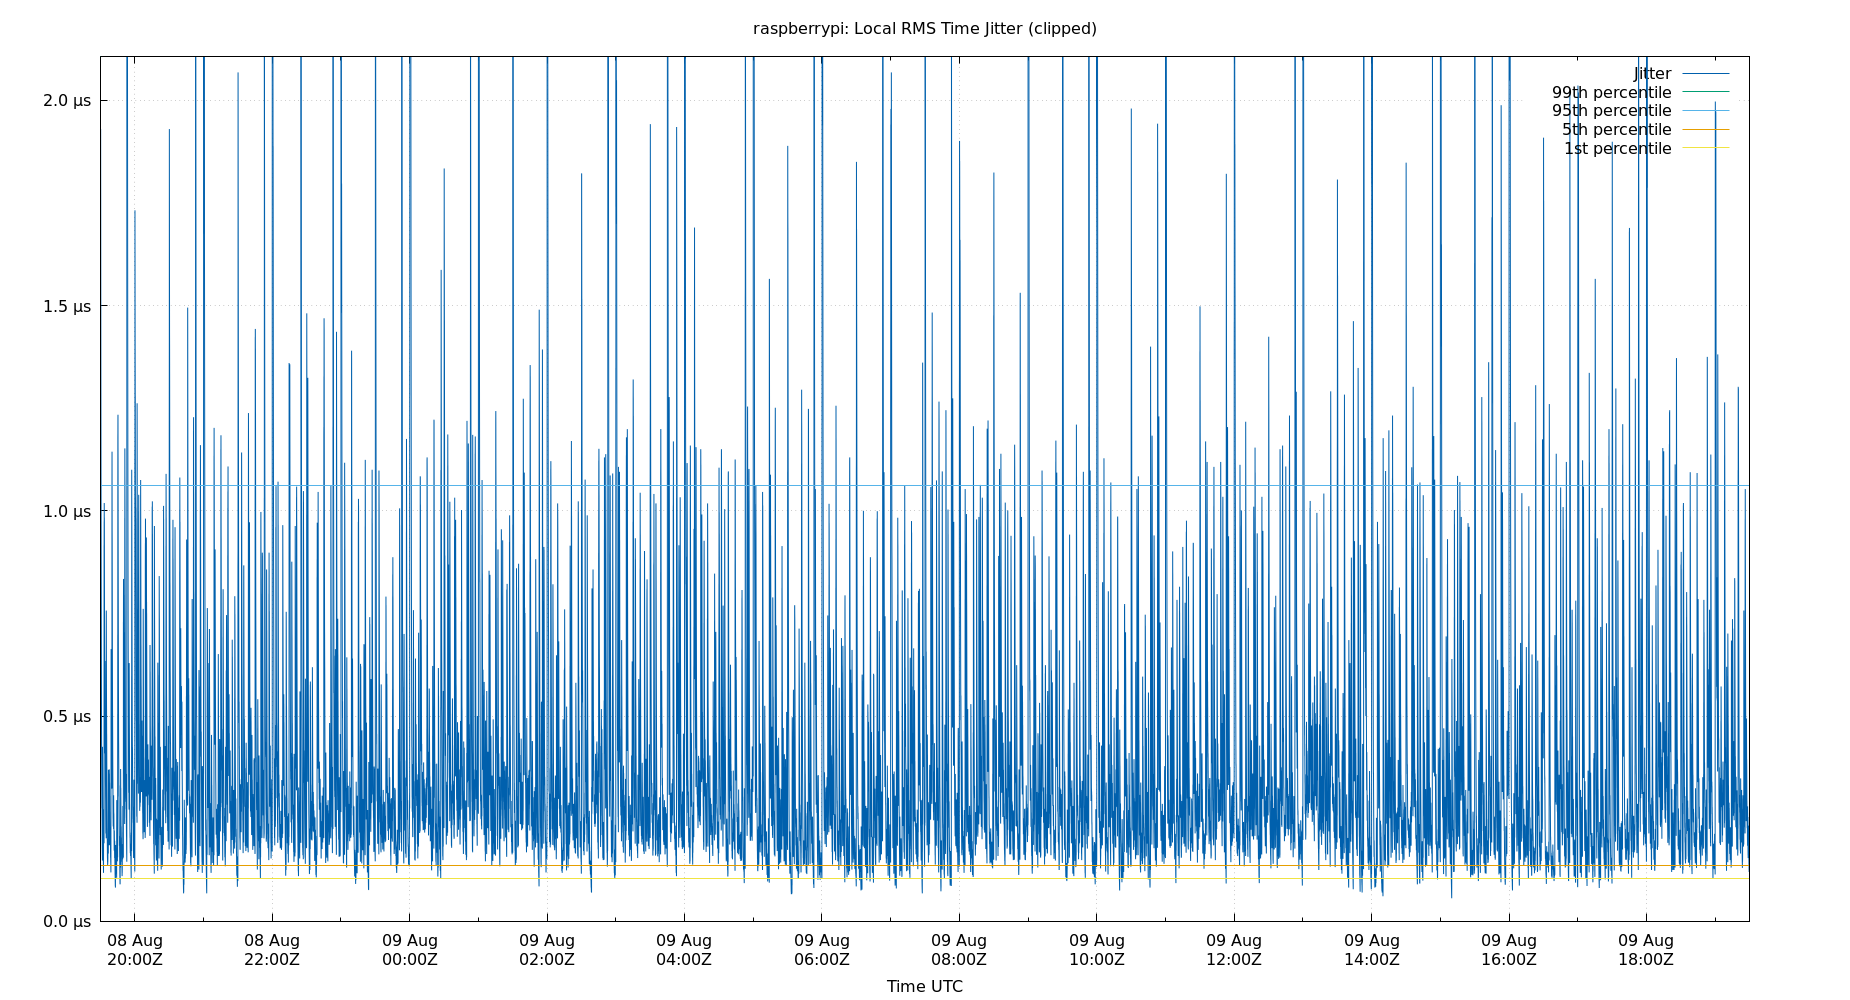 raspberrypi: Local RMS Time Jitter (clipped)
Jitter
99th percentile
95th percentile
5th percentile
1st percentile
2.0 μs
1.5 μs
1.0 μs
0.5 μs
0.0 μs
08 Aug 08 Aug 09 Aug 09 Aug 09 Aug 09 Aug 09 Aug 09 Aug 09 Aug 09 Aug 09 Aug 09 Aug
20:00Z 22:00Z 00:00Z 02:00Z 04:00Z 06:00Z 08:00Z 10:00Z 12:00Z 14:00Z 16:00Z 18:00Z
Time UTC